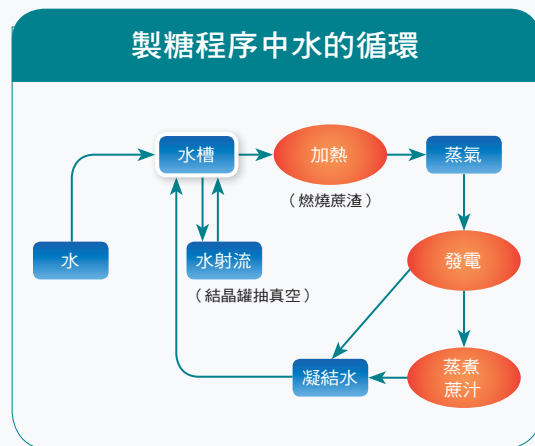 製糖程序中水的循環
水槽
加熱
蒸氣
（燃燒蔗渣）
水
水射流
（結晶罐抽真空）
發電
凝結水
蒸煮
蔗汁